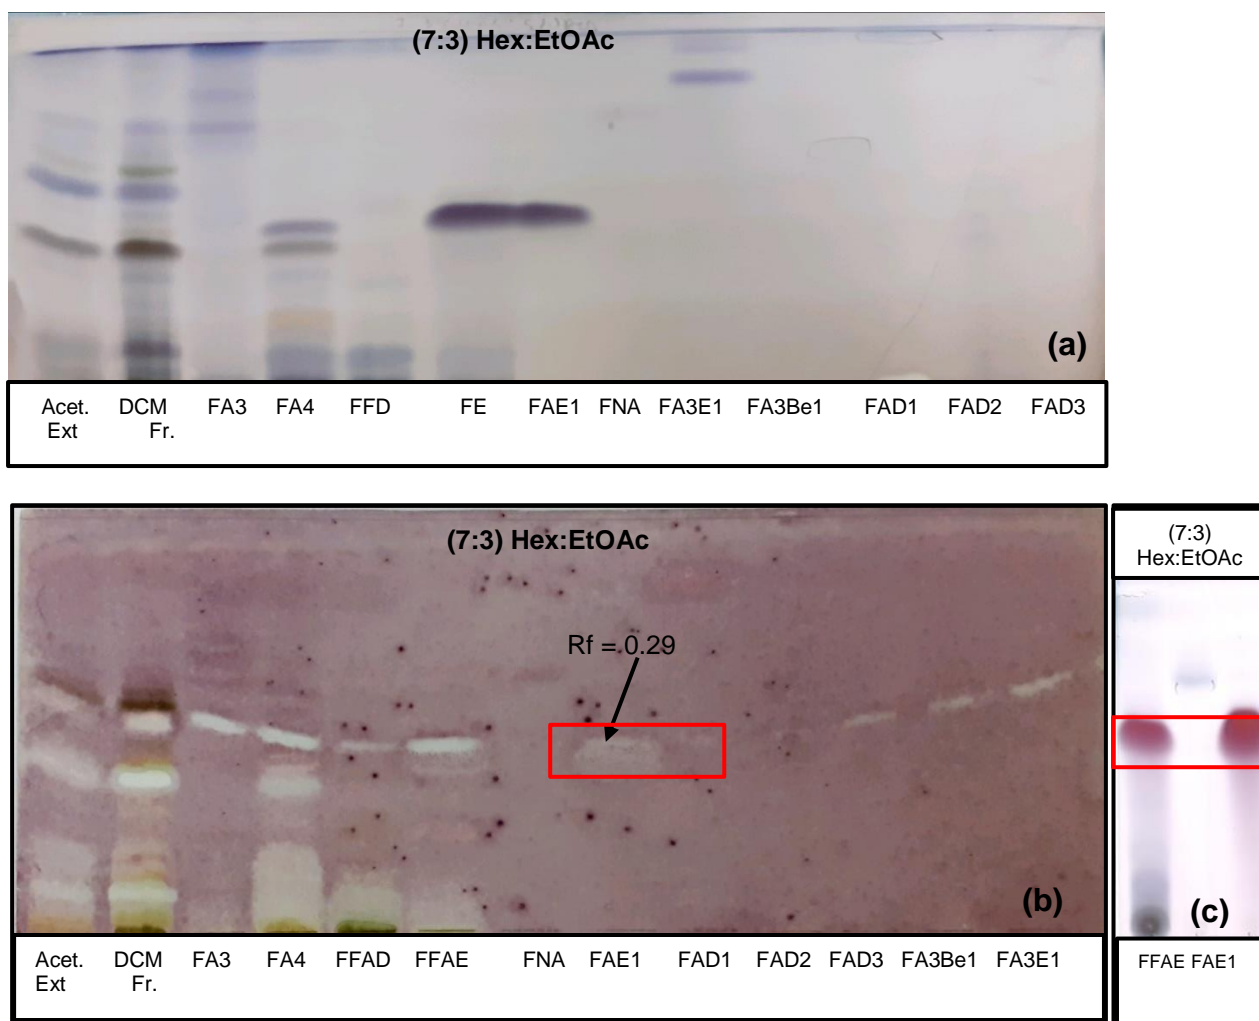 (7:3) Hex:EtOAc
(a)
Acet. DCM FA3 FA4 FFD FE FAE1 FNA FA3E1 FA3Be1 FAD1 FAD2 FAD3
Ext Fr.
(7:3) Hex:EtOAc
Rf = 0.29
(b)
Acet. DCM FA3 FA4 FFAD FFAE FNA FAE1 FAD1 FAD2 FAD3 FA3Be1 FA3E1
Ext Fr.
(7:3)
Hex:EtOAc
(c)
FFAE FAE1